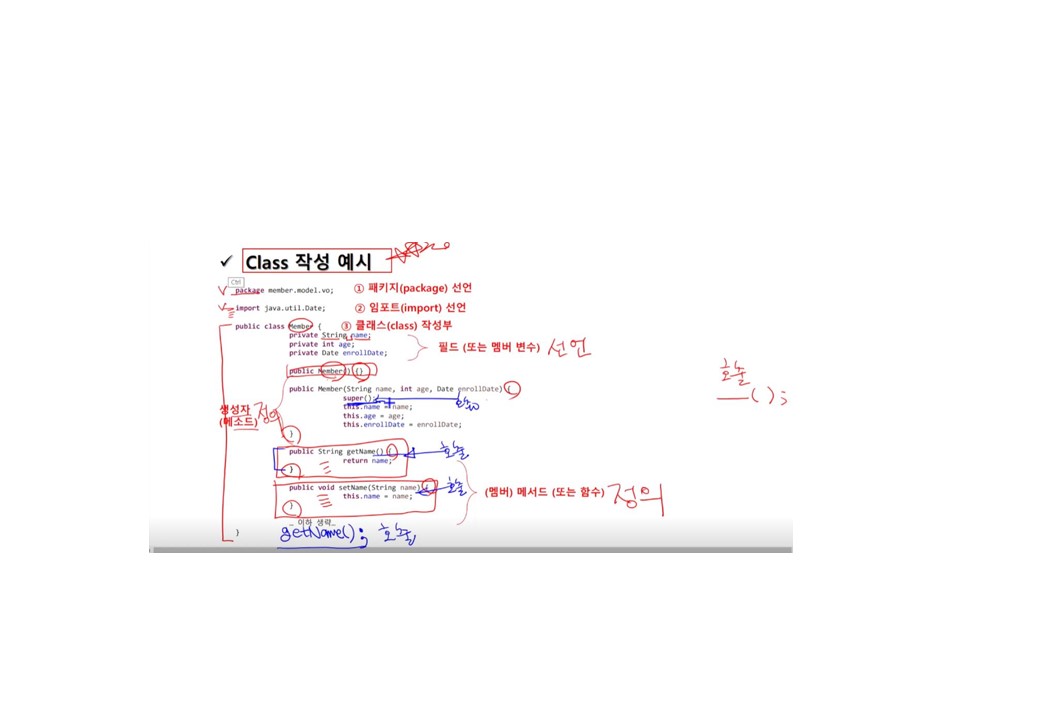 ✓ Class 작성 예시
Ctrl
package member.model.vo; ① 패키지(package) 선언
import java.util.Date; ② 임포트(import) 선언
public class Member { ③ 클래스(class) 작성부
private String name;
private int age;
private Date enrollDate;
필드 (또는 멤버 변수) 선언
public Member() {}
public Member(String name, int age, Date enrollDate) {
super(); 호출
this.name = name;
this.age = age;
this.enrollDate = enrollDate;
}
생성자 정의
(메소드)
호출
__( );
public String getName() { 호출
return name;
}
public void setName(String name) { 호출
this.name = name;
}
(멤버) 메서드 (또는 함수) 정의
… 이하 생략…
}
getName(); 호출